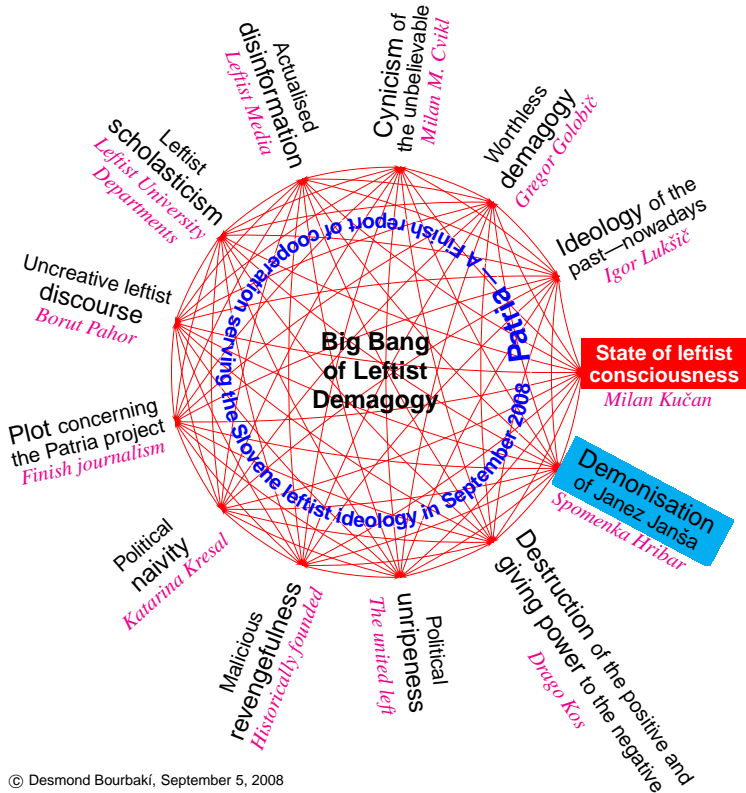 Actualised
disinformation
Leftist Media
Cynicism of
the unbelievable
Milan M. Cvikl
Worthless
demagogy
Gregor Golobič
Ideology of the
past—nowadays
Igor Lukšič
State of leftist
consciousness
Milan Kučan
Demonisation
of Janez Janša
Spomenka Hribar
Destruction of the positive and
giving power to the negative
Drago Kos
Political
unripeness
The united left
Malicious
revengefulness
Historically founded
Political
naivity
Katarina Kresal
Plot concerning
the Patria project
Finish journalism
Uncreative leftist
discourse
Borut Pahor
Leftist
scholasticism
Leftist University
Departments
Patria — A Finish report of cooperation serving the Slovene leftist ideology in September 2008
Big Bang
of Leftist
Demagogy
© Desmond Bourbakí, September 5, 2008